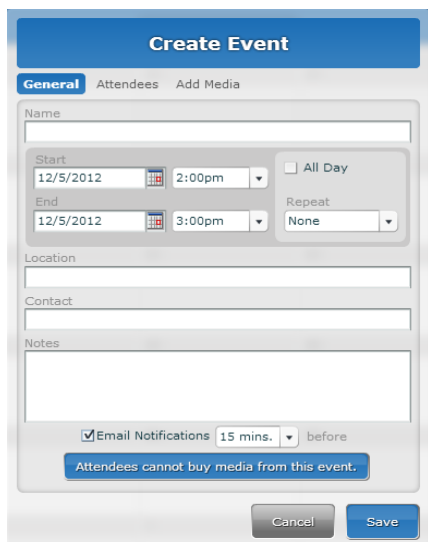 Create Event
General Attendees Add Media
Name
Start
12/5/2012 2:00pm
All Day
End
12/5/2012 3:00pm
Repeat
None
Location
Contact
Notes
Email Notifications 15 mins. before
Attendees cannot buy media from this event.
Cancel Save